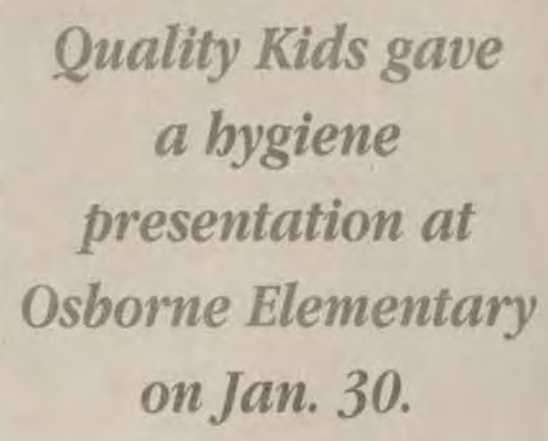 Quality Kids gave
a hygiene
presentation at
Osborne Elementary
on Jan. 30.